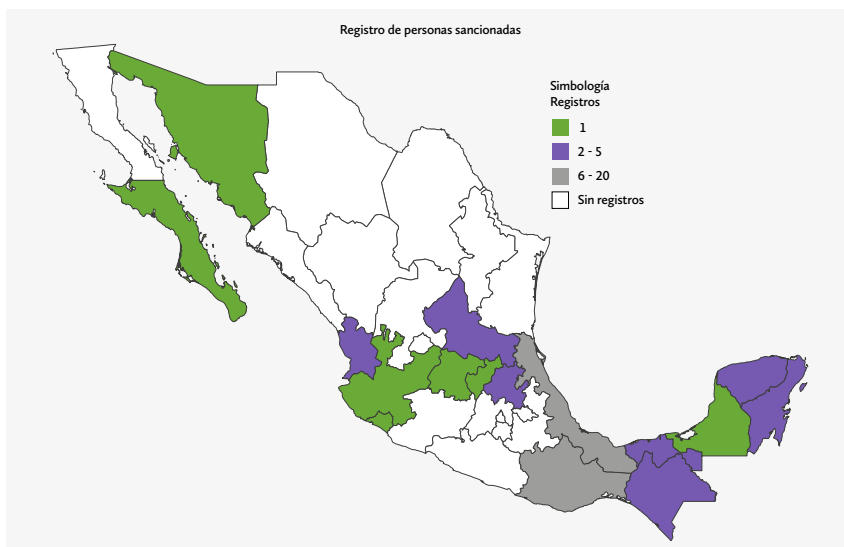 Registro de personas sancionadas
Simbología
Registros
1
2 - 5
6 - 20
Sin registros